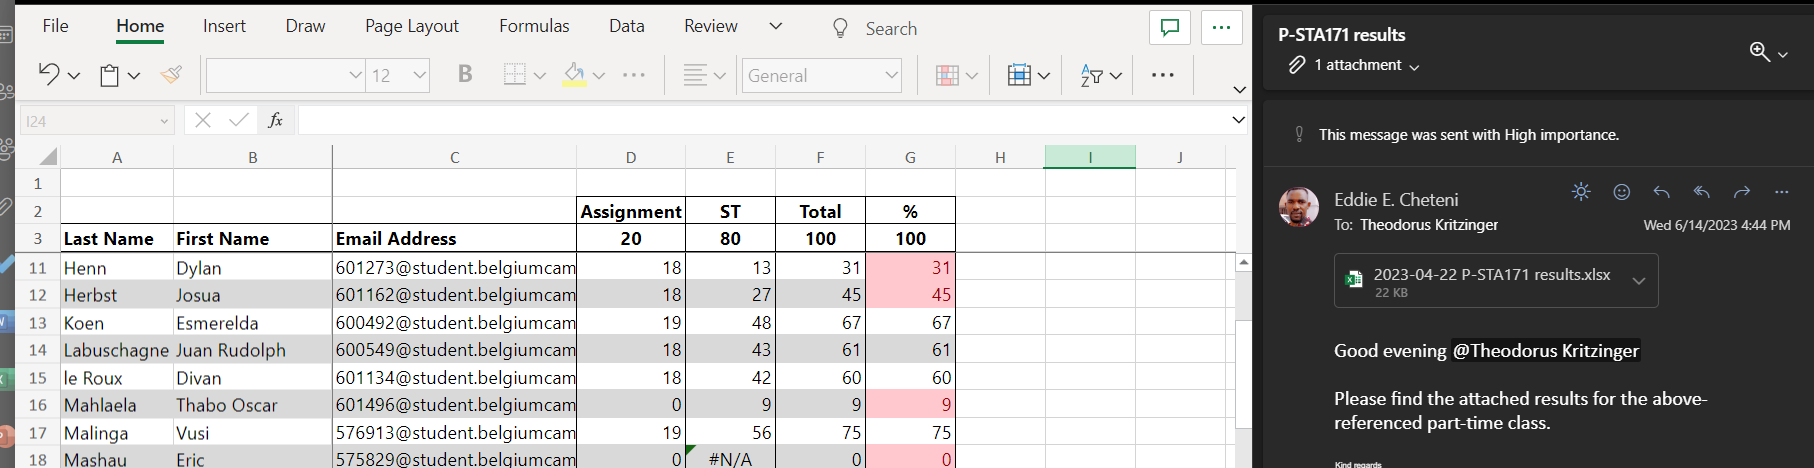 File Home Insert Draw Page Layout Formulas Data Review Search
12 B General
I24 fx
A B C D E F G H I J
1
2 Assignment ST Total %
3 Last Name First Name Email Address 20 80 100 100
11 Henn Dylan 601273@student.belgiumcam 18 13 31 31
12 Herbst Josua 601162@student.belgiumcam 18 27 45 45
13 Koen Esmerelda 600492@student.belgiumcam 19 48 67 67
14 Labuschagne Juan Rudolph 600549@student.belgiumcam 18 43 61 61
15 le Roux Divan 601134@student.belgiumcam 18 42 60 60
16 Mahlaela Thabo Oscar 601496@student.belgiumcam 0 9 9 9
17 Malinga Vusi 576913@student.belgiumcam 19 56 75 75
18 Mashau Eric 575829@student.belgiumcam 0 #N/A 0 0
P-STA171 results
1 attachment
This message was sent with High importance.
Eddie E. Cheteni
To: Theodorus Kritzinger Wed 6/14/2023 4:44 PM
2023-04-22 P-STA171 results.xlsx
22 KB
Good evening @Theodorus Kritzinger
Please find the attached results for the above-
referenced part-time class.
Kind regards